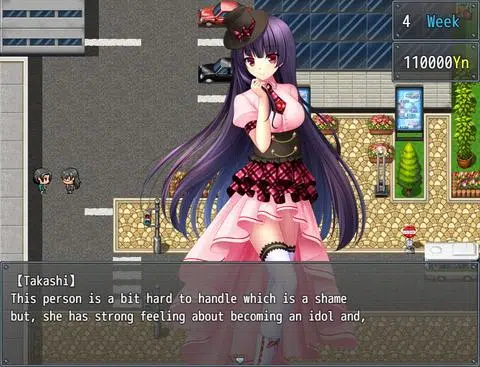 4 Week
110000Yn
【Takashi】
This person is a bit hard to handle which is a shame
but, she has strong feeling about becoming an idol and,